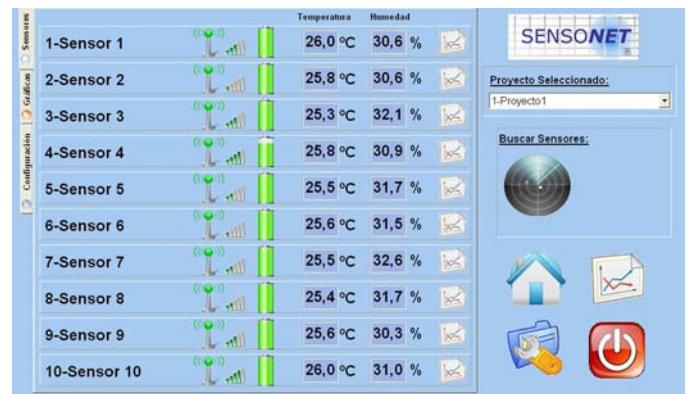 Sensores
Gráficas
Configuración
Temperatura Humedad
1-Sensor 1 26,0 ºC 30,6 %
2-Sensor 2 25,8 ºC 30,6 %
3-Sensor 3 25,3 ºC 32,1 %
4-Sensor 4 25,8 ºC 30,9 %
5-Sensor 5 25,5 ºC 31,7 %
6-Sensor 6 25,6 ºC 31,5 %
7-Sensor 7 25,5 ºC 32,6 %
8-Sensor 8 25,4 ºC 31,7 %
9-Sensor 9 25,6 ºC 30,3 %
10-Sensor 10 26,0 ºC 31,0 %
SENSONET
®
Proyecto Seleccionado:
1-Proyecto1
Buscar Sensores: